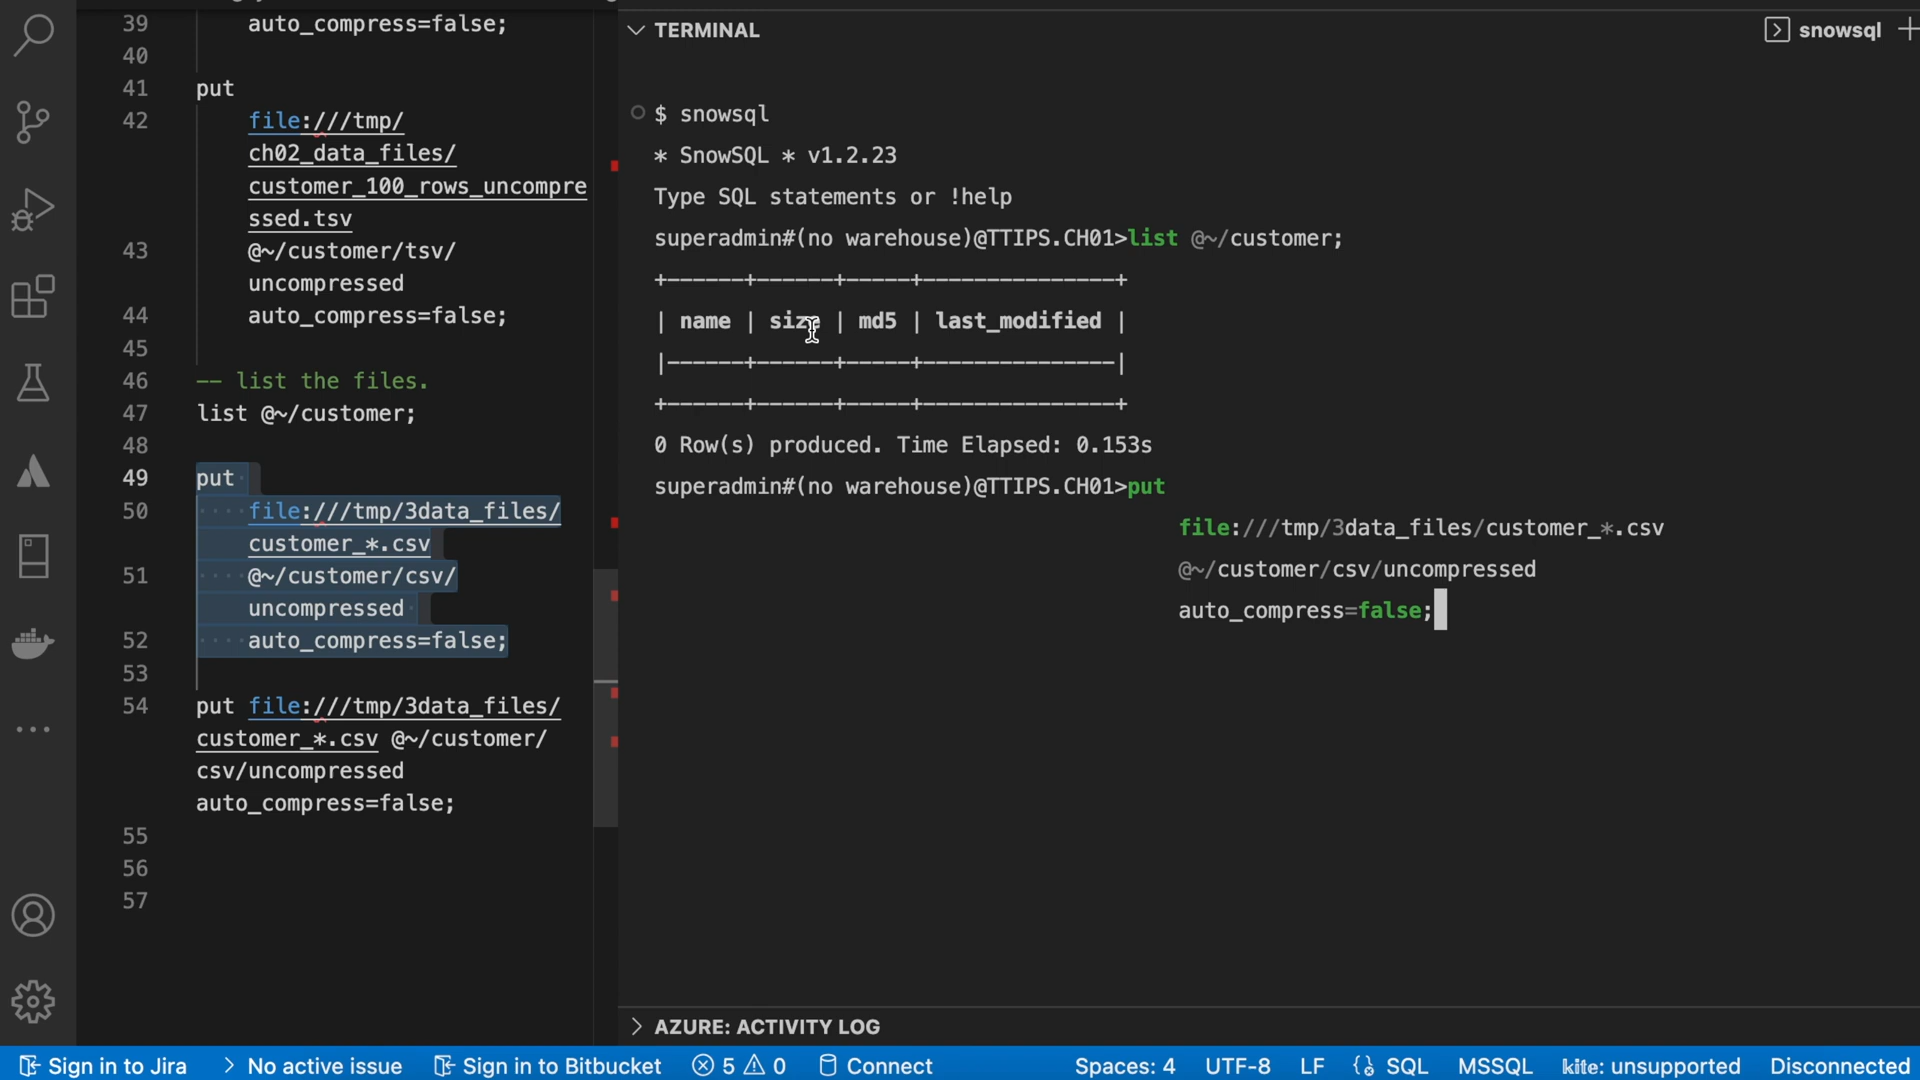 39 auto_compress=false;
40
41 put
42 file:///tmp/
ch02_data_files/
customer_100_rows_uncompre
ssed.tsv
43 @~/customer/tsv/
uncompressed
44 auto_compress=false;
45
46 -- list the files.
47 list @~/customer;
48
49 put
50 file:///tmp/3data_files/
customer_*.csv
51 @~/customer/csv/
uncompressed
52 auto_compress=false;
53
54 put file:///tmp/3data_files/
customer_*.csv @~/customer/
csv/uncompressed
auto_compress=false;
55
56
57
TERMINAL
snowsql
$ snowsql
* SnowSQL * v1.2.23
Type SQL statements or !help
superadmin#(no warehouse)@TTIPS.CH01>list @~/customer;
+------+------+-----+---------------+
| name | size | md5 | last_modified |
|------+------+-----+---------------|
+------+------+-----+---------------+
0 Row(s) produced. Time Elapsed: 0.153s
superadmin#(no warehouse)@TTIPS.CH01>put
file:///tmp/3data_files/customer_*.csv
@~/customer/csv/uncompressed
auto_compress=false;
AZURE: ACTIVITY LOG
Sign in to Jira > No active issue Sign in to Bitbucket 5 0 Connect Spaces: 4 UTF-8 LF SQL MSSQL kite: unsupported Disconnected